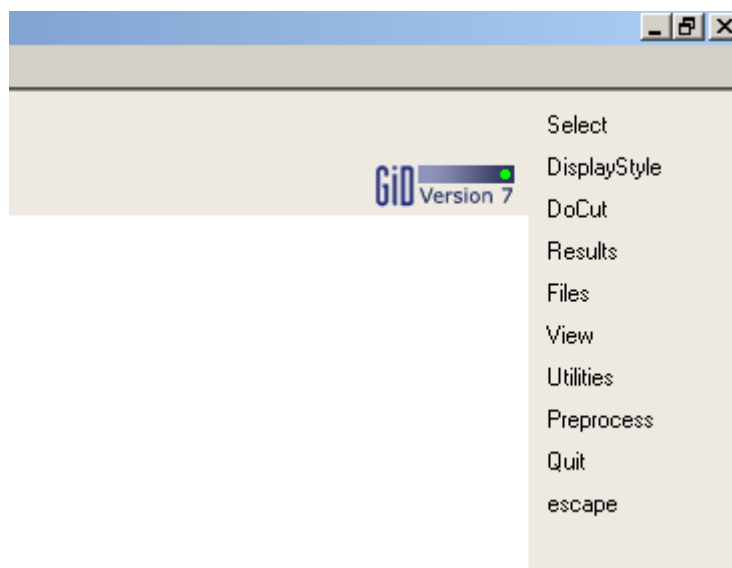 Select
GiD
DisplayStyle
Version 7
DoCut
Results
Files
View
Utilities
Preprocess
Quit
escape